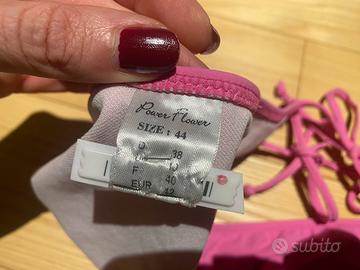 Power Flower
SIZE : 44
D 38
F 40
EUR 42
subito